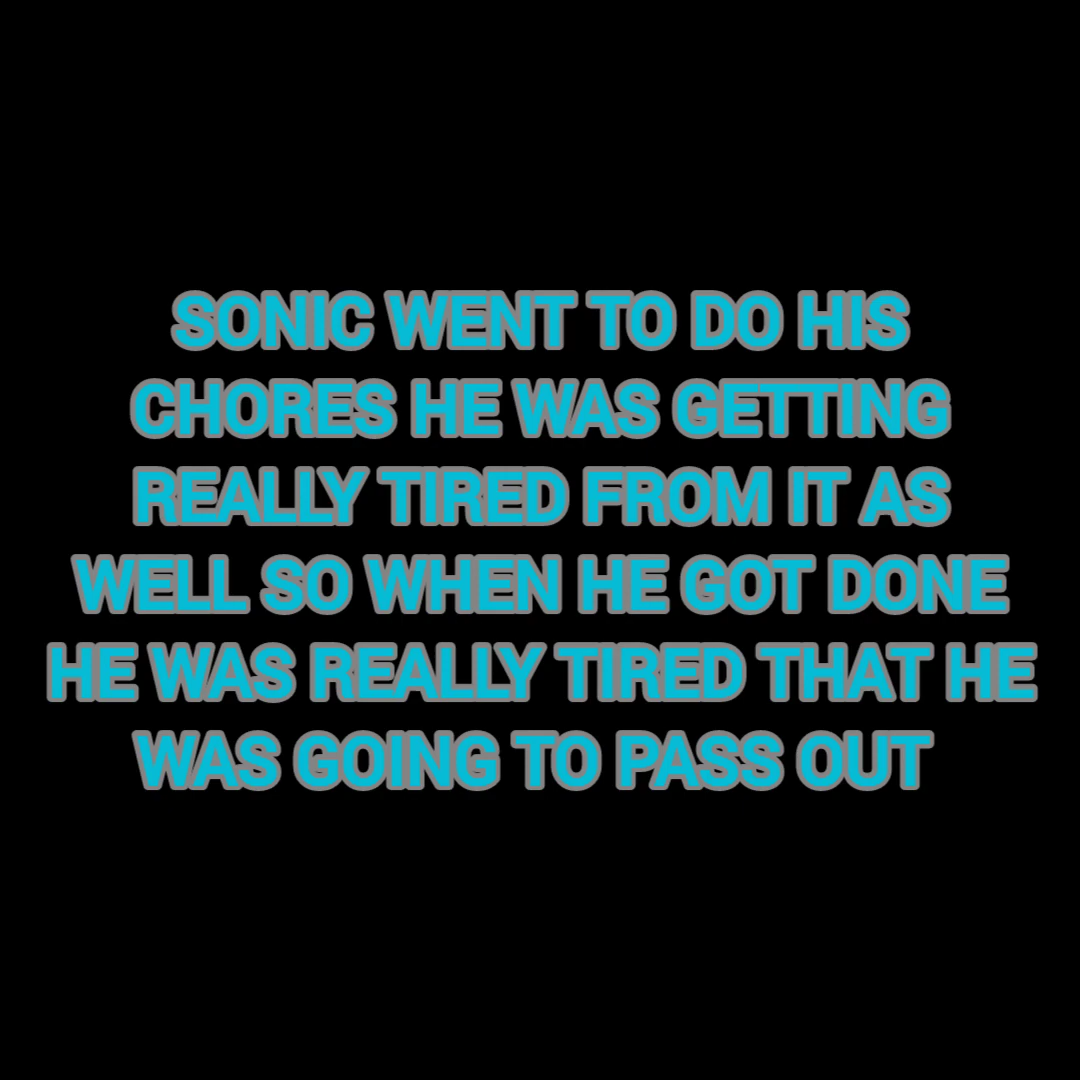 SONIC WENT TO DO HIS
CHORES HE WAS GETTING
REALLY TIRED FROM IT AS
WELL SO WHEN HE GOT DONE
HE WAS REALLY TIRED THAT HE
WAS GOING TO PASS OUT